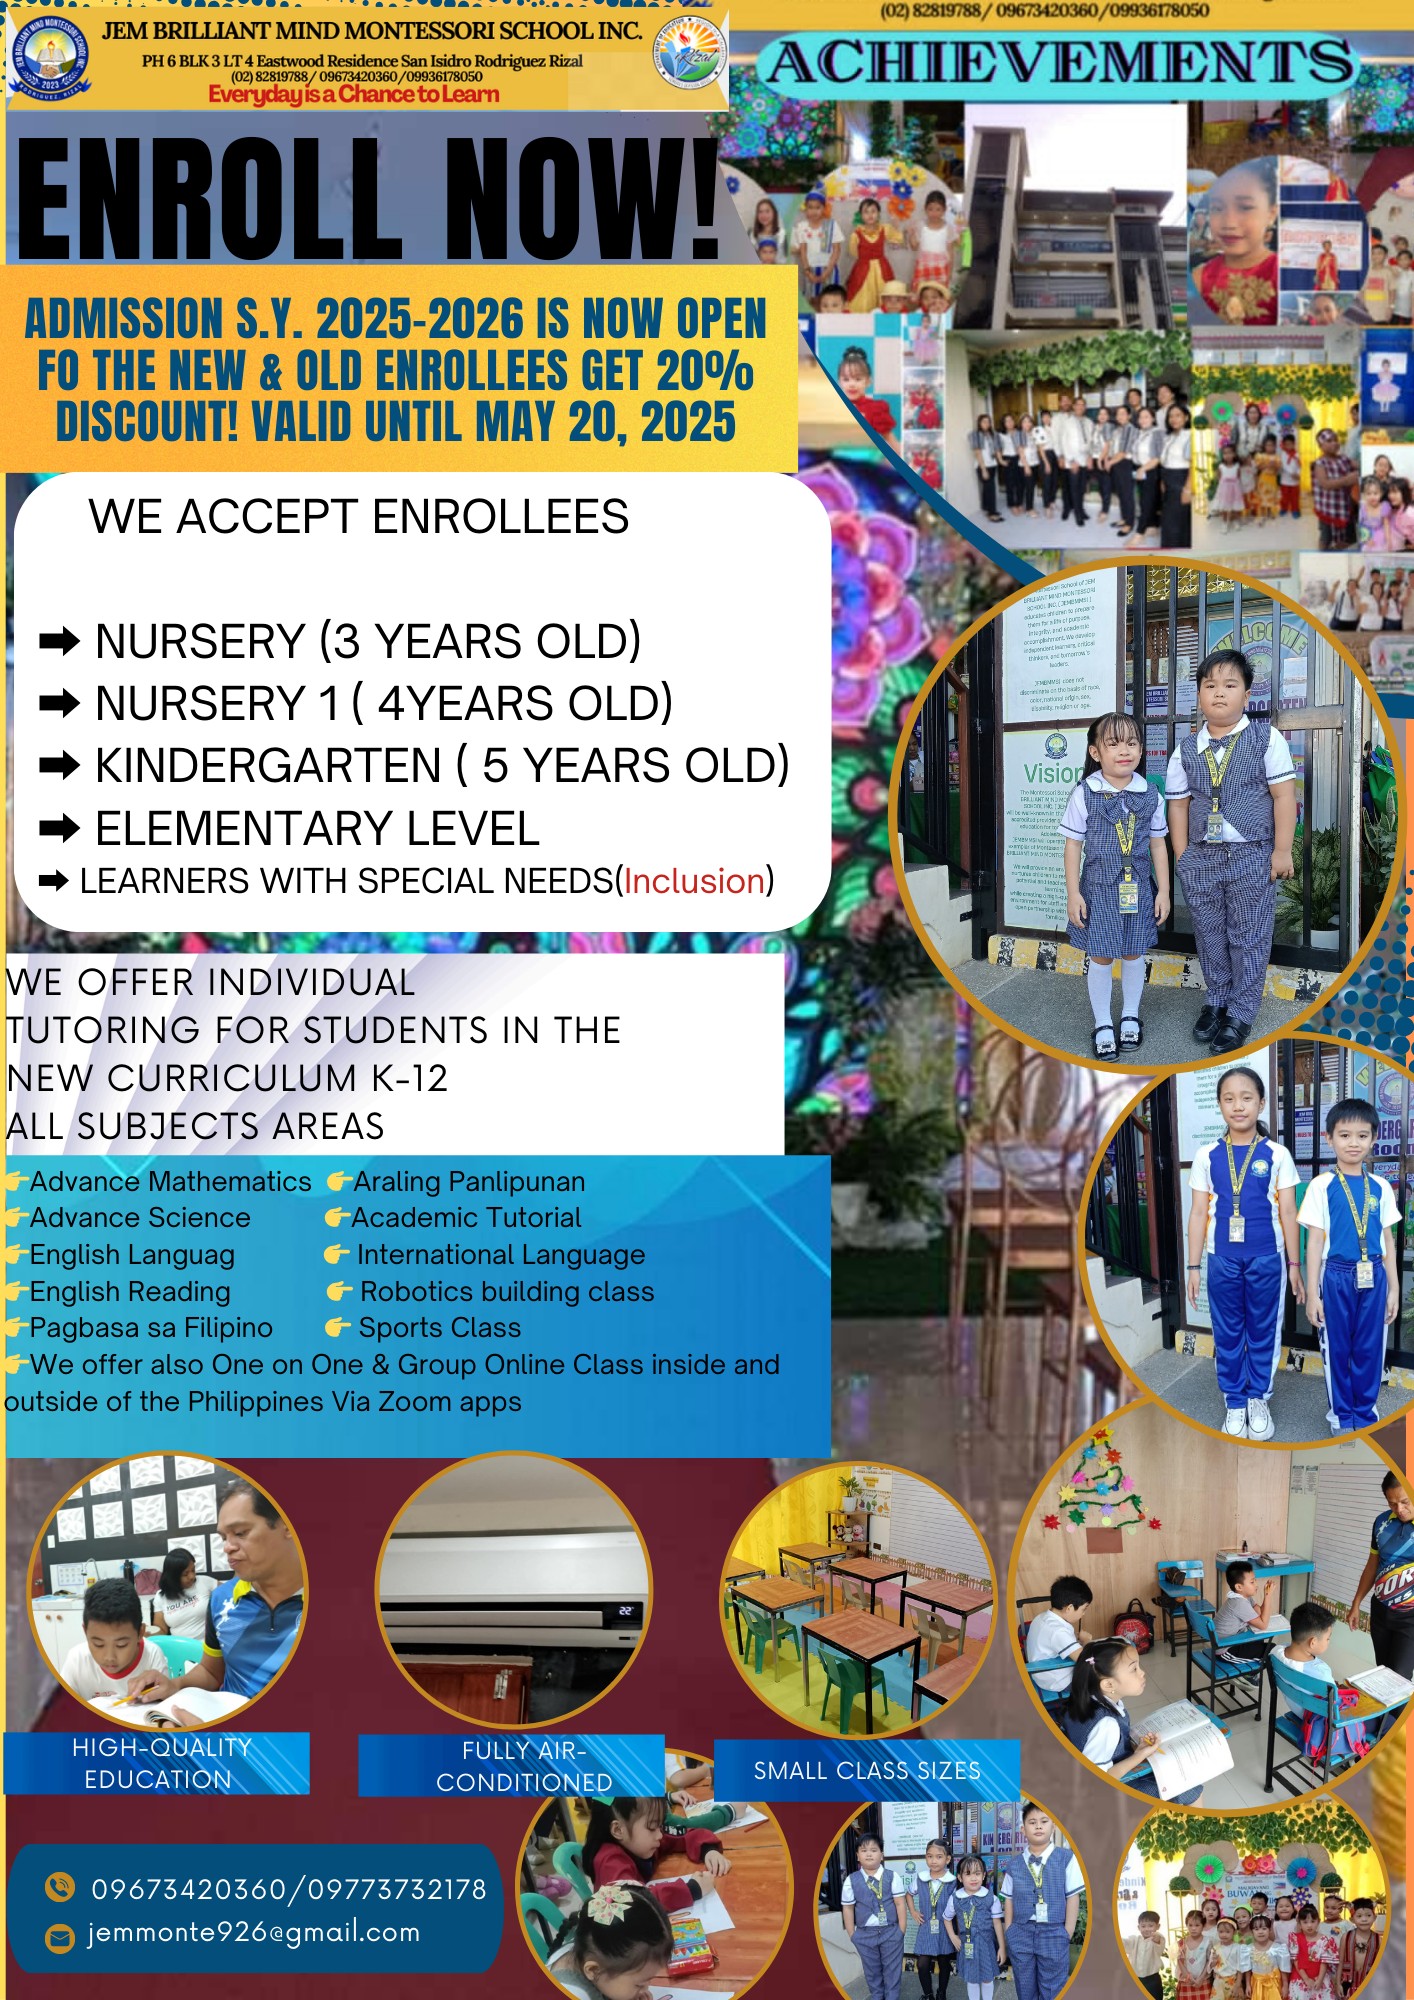 JEM BRILLIANT MIND MONTESSORI SCHOOL INC.
PH 6 BLK 3 LT 4 Eastwood Residence San Isidro Rodriguez Rizal
(02) 82819788/ 09673420360/09936178050
Everyday is a Chance to Learn
(02) 82819788/ 09673420360/09936178050
ACHIEVEMENTS
ENROLL NOW!
ADMISSION S.Y. 2025-2026 IS NOW OPEN
FO THE NEW & OLD ENROLLEES GET 20%
DISCOUNT! VALID UNTIL MAY 20, 2025
WE ACCEPT ENROLLEES
➡ NURSERY (3 YEARS OLD)
➡ NURSERY 1 ( 4YEARS OLD)
➡ KINDERGARTEN ( 5 YEARS OLD)
➡ ELEMENTARY LEVEL
➡ LEARNERS WITH SPECIAL NEEDS(Inclusion)
WELCOME
Vision
WE OFFER INDIVIDUAL
TUTORING FOR STUDENTS IN THE
NEW CURRICULUM K-12
ALL SUBJECTS AREAS
👉Advance Mathematics 👉Araling Panlipunan
👉Advance Science 👉Academic Tutorial
👉English Languag 👉 International Language
👉English Reading 👉 Robotics building class
👉Pagbasa sa Filipino 👉 Sports Class
👉We offer also One on One & Group Online Class inside and
outside of the Philippines Via Zoom apps
22
HIGH-QUALITY
EDUCATION
FULLY AIR-
CONDITIONED
SMALL CLASS SIZES
09673420360/09773732178
jemmonte926@gmail.com